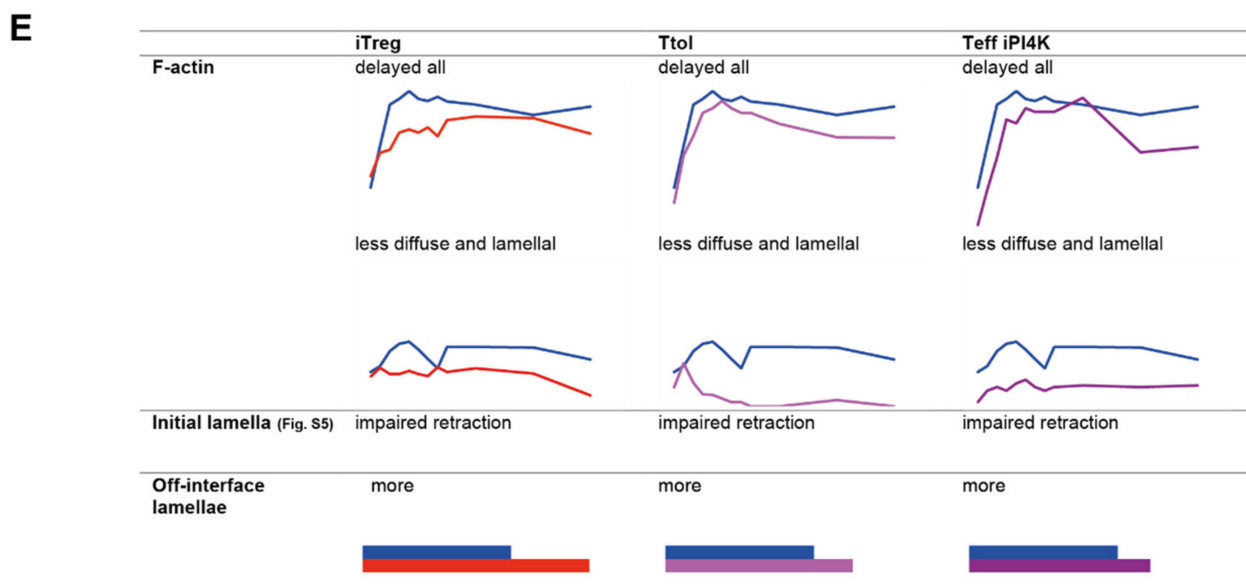 E
iTreg Ttol Teff iPI4K
F-actin delayed all delayed all delayed all
less diffuse and lamellal less diffuse and lamellal less diffuse and lamellal
Initial lamella (Fig. S5) impaired retraction impaired retraction impaired retraction
Off-interface more more more
lamellae